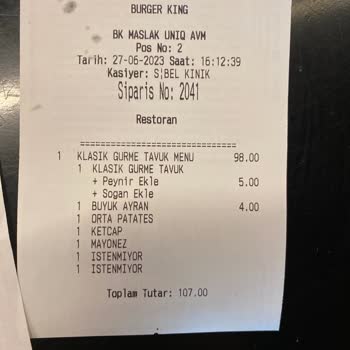 BURGER KING
BK MASLAK UNIQ AVM
Pos No: 2
Tarih: 27-06-2023 Saat: 16:12:39
Kasiyer: S¦BEL KINIK
Siparis No: 2041
Restoran
==============================
1 KLASIK GURME TAVUK MENU 98.00
1 KLASIK GURME TAVUK
+ Peynir Ekle 5.00
+ Sogan Ekle
1 BUYUK AYRAN 4.00
1 ORTA PATATES
1 KETCAP
1 MAYONEZ
1 ISTENMIYOR
1 ISTENMIYOR
Toplam Tutar: 107.00